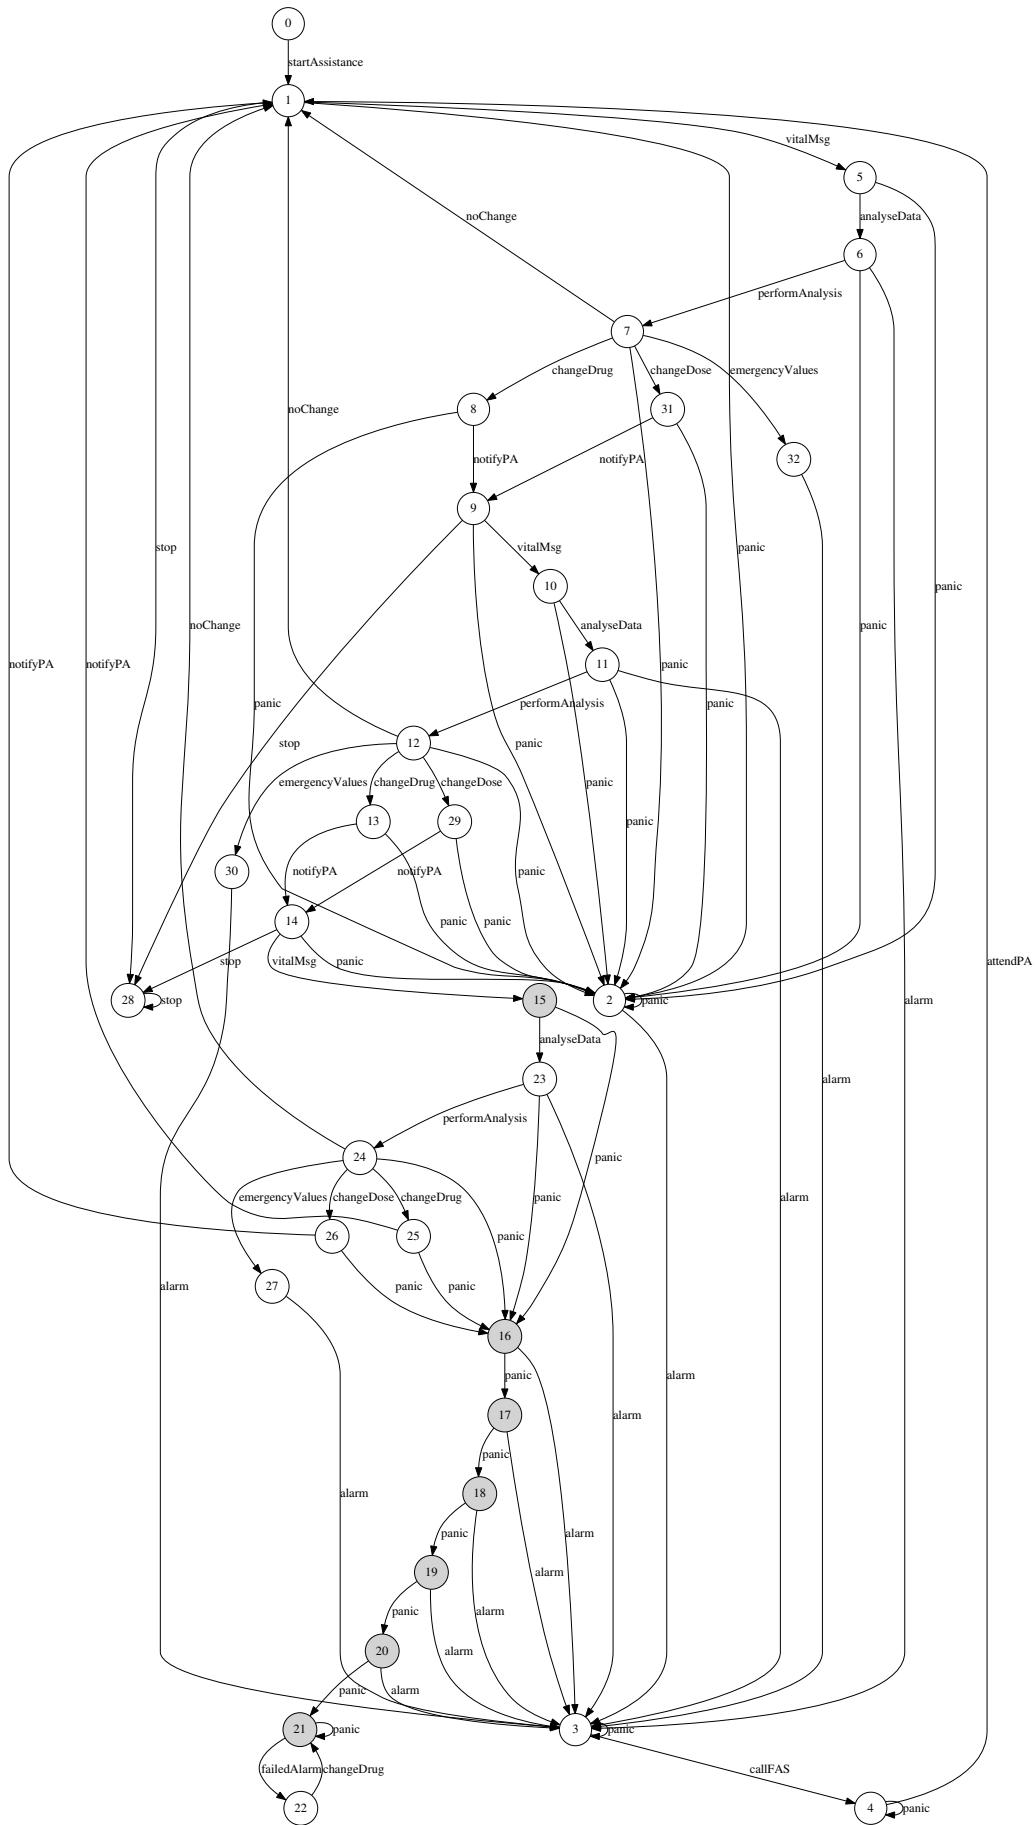 0
startAssistance
1
vitalMsg
5
noChange
analyseData
6
performAnalysis
7
changeDrug
changeDose
emergencyValues
8
noChange
31
32
notifyPA
notifyPA
9
stop
vitalMsg
panic
10
panic
noChange
analyseData
panic
notifyPA
notifyPA
11
panic
panic
performAnalysis
panic
12
stop
panic
emergencyValues
changeDrug
changeDose
panic
13
29
panic
30
notifyPA
notifyPA
panic
14
panic
panic
stop
vitalMsg
panic
attendPA
28
stop
15
2
panic
alarm
analyseData
23
alarm
performAnalysis
24
panic
emergencyValues
changeDose
changeDrug
panic
alarm
26
25
panic
27
alarm
panic
panic
16
panic
alarm
17
alarm
panic
18
alarm
panic
alarm
19
alarm
panic
alarm
20
alarm
panic
alarm
21
panic
3
panic
failedAlarm
changeDrug
callFAS
22
4
panic